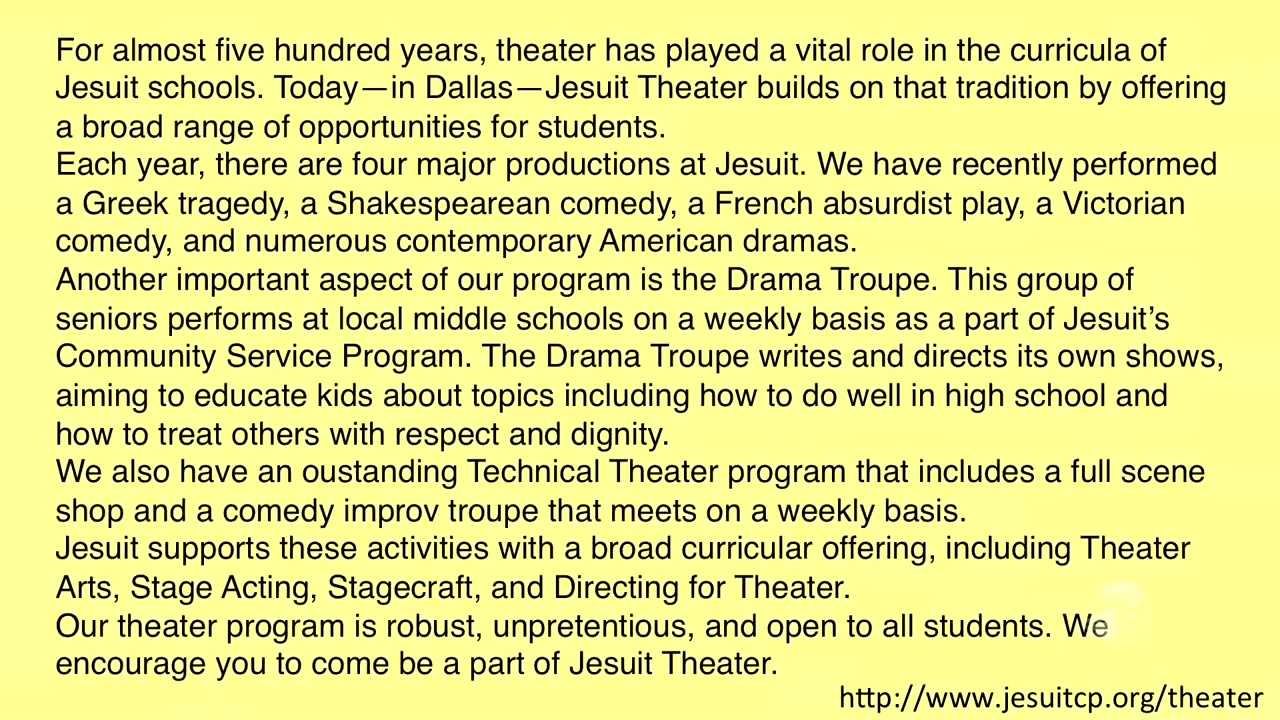 For almost five hundred years, theater has played a vital role in the curricula of
Jesuit schools. Today—in Dallas—Jesuit Theater builds on that tradition by offering
a broad range of opportunities for students.
Each year, there are four major productions at Jesuit. We have recently performed
a Greek tragedy, a Shakespearean comedy, a French absurdist play, a Victorian
comedy, and numerous contemporary American dramas.
Another important aspect of our program is the Drama Troupe. This group of
seniors performs at local middle schools on a weekly basis as a part of Jesuit’s
Community Service Program. The Drama Troupe writes and directs its own shows,
aiming to educate kids about topics including how to do well in high school and
how to treat others with respect and dignity.
We also have an oustanding Technical Theater program that includes a full scene
shop and a comedy improv troupe that meets on a weekly basis.
Jesuit supports these activities with a broad curricular offering, including Theater
Arts, Stage Acting, Stagecraft, and Directing for Theater.
Our theater program is robust, unpretentious, and open to all students. We
encourage you to come be a part of Jesuit Theater.
http://www.jesuitcp.org/theater